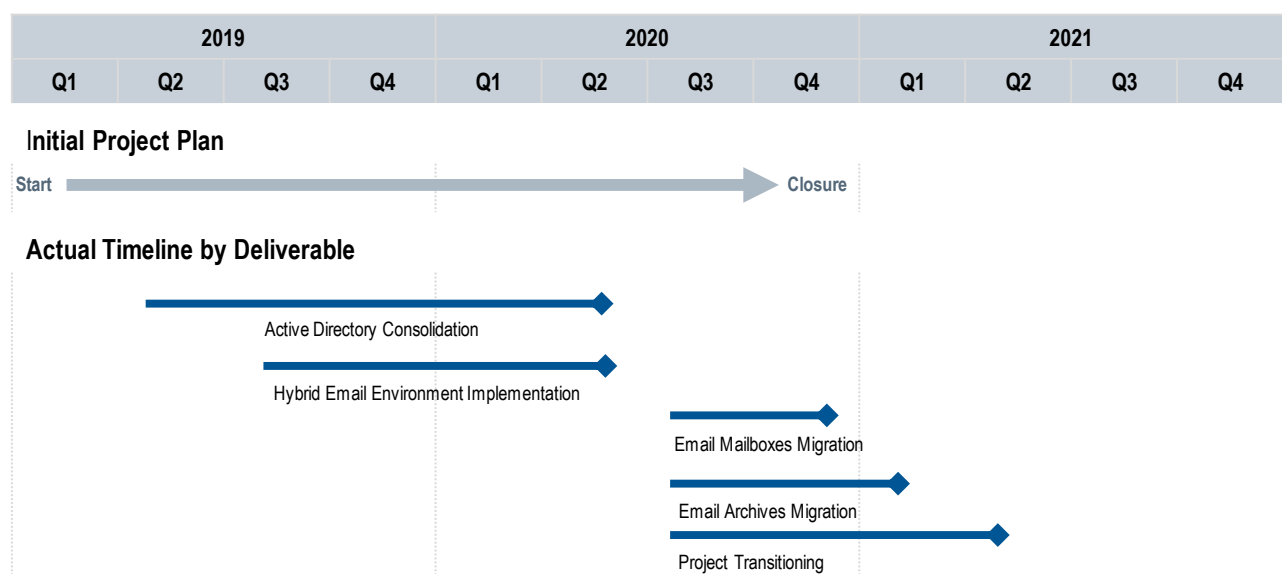 2019 2020 2021
Q1 Q2 Q3 Q4 Q1 Q2 Q3 Q4 Q1 Q2 Q3 Q4
Initial Project Plan
Start Closure
Actual Timeline by Deliverable
Active Directory Consolidation
Hybrid Email Environment Implementation
Email Mailboxes Migration
Email Archives Migration
Project Transitioning